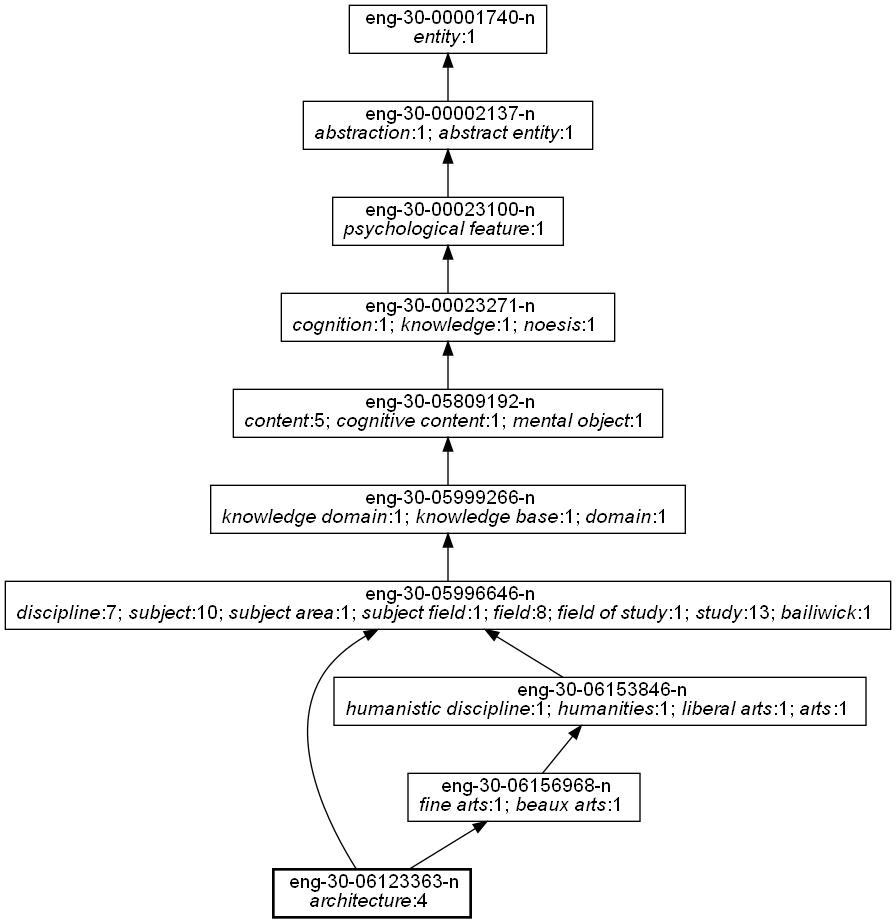 eng-30-00001740-n
entity:1
eng-30-00002137-n
abstraction:1; abstract entity:1
eng-30-00023100-n
psychological feature:1
eng-30-00023271-n
cognition:1; knowledge:1; noesis:1
eng-30-05809192-n
content:5; cognitive content:1; mental object:1
eng-30-05999266-n
knowledge domain:1; knowledge base:1; domain:1
eng-30-05996646-n
discipline:7; subject:10; subject area:1; subject field:1; field:8; field of study:1; study:13; bailiwick:1
eng-30-06153846-n
humanistic discipline:1; humanities:1; liberal arts:1; arts:1
eng-30-06156968-n
fine arts:1; beaux arts:1
eng-30-06123363-n
architecture:4